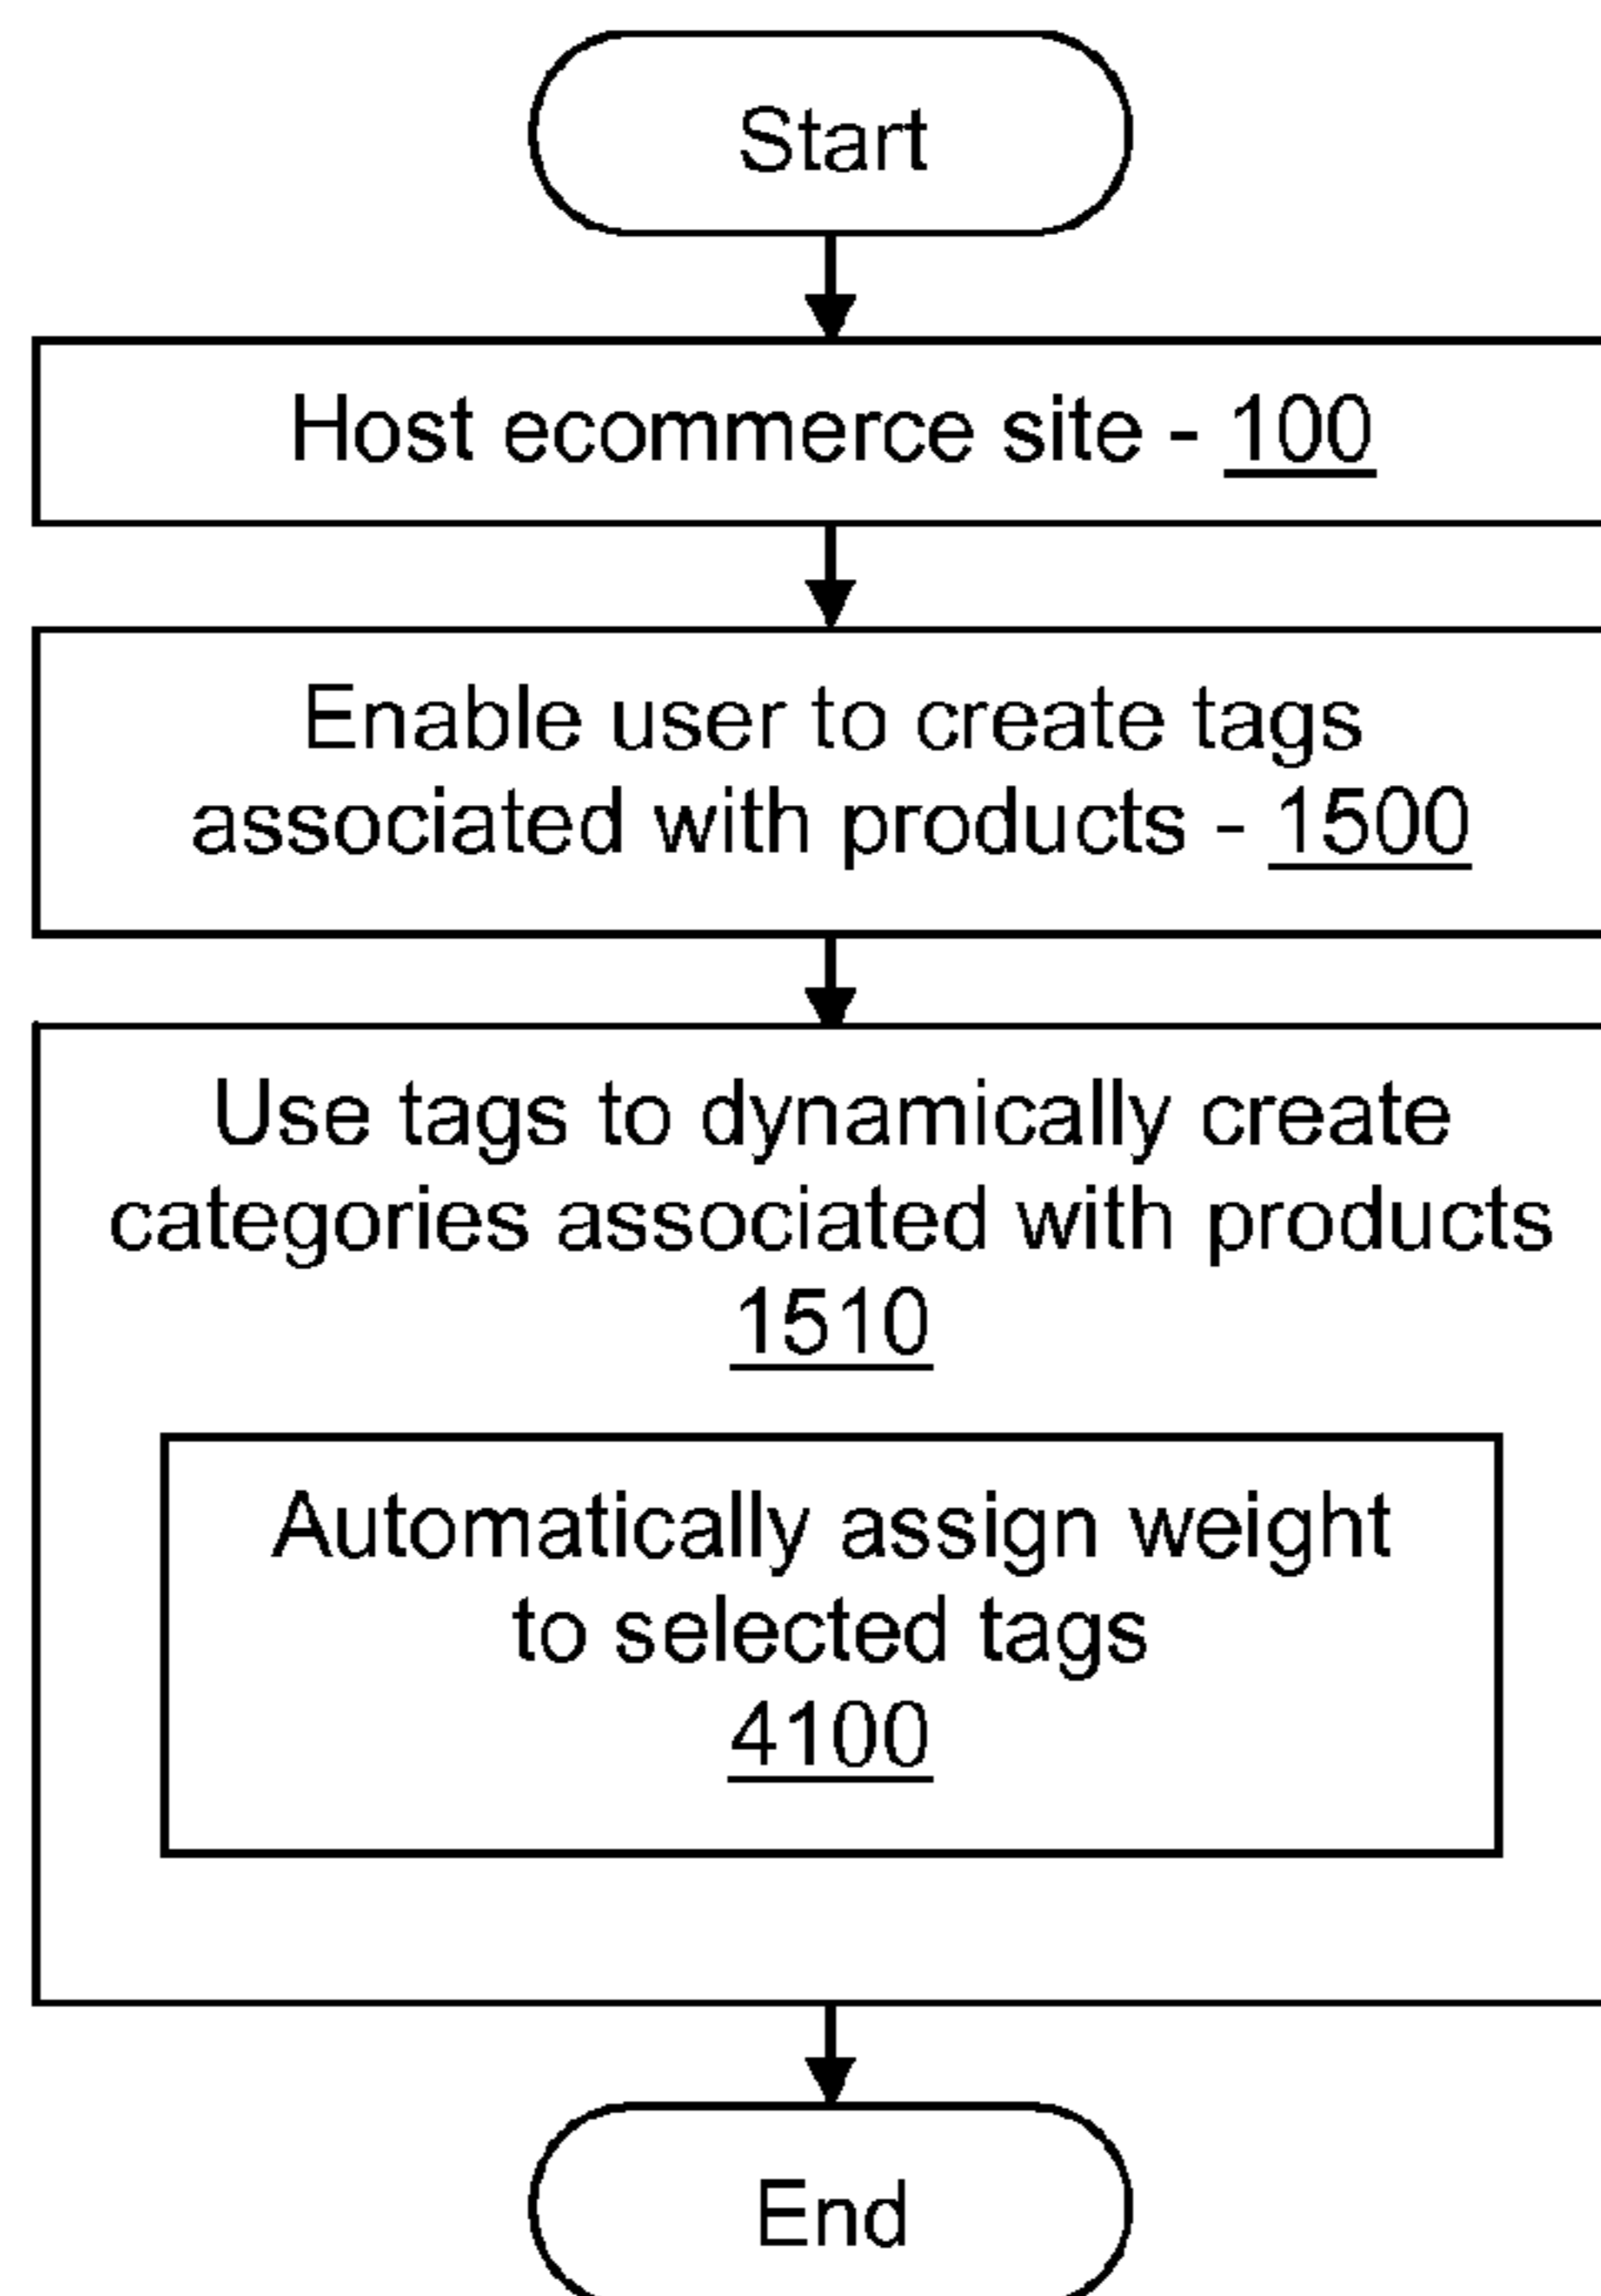 Start
Host ecommerce site - 100
Enable user to create tags
associated with products - 1500
Use tags to dynamically create
categories associated with products
1510
Automatically assign weight
to selected tags
4100
End